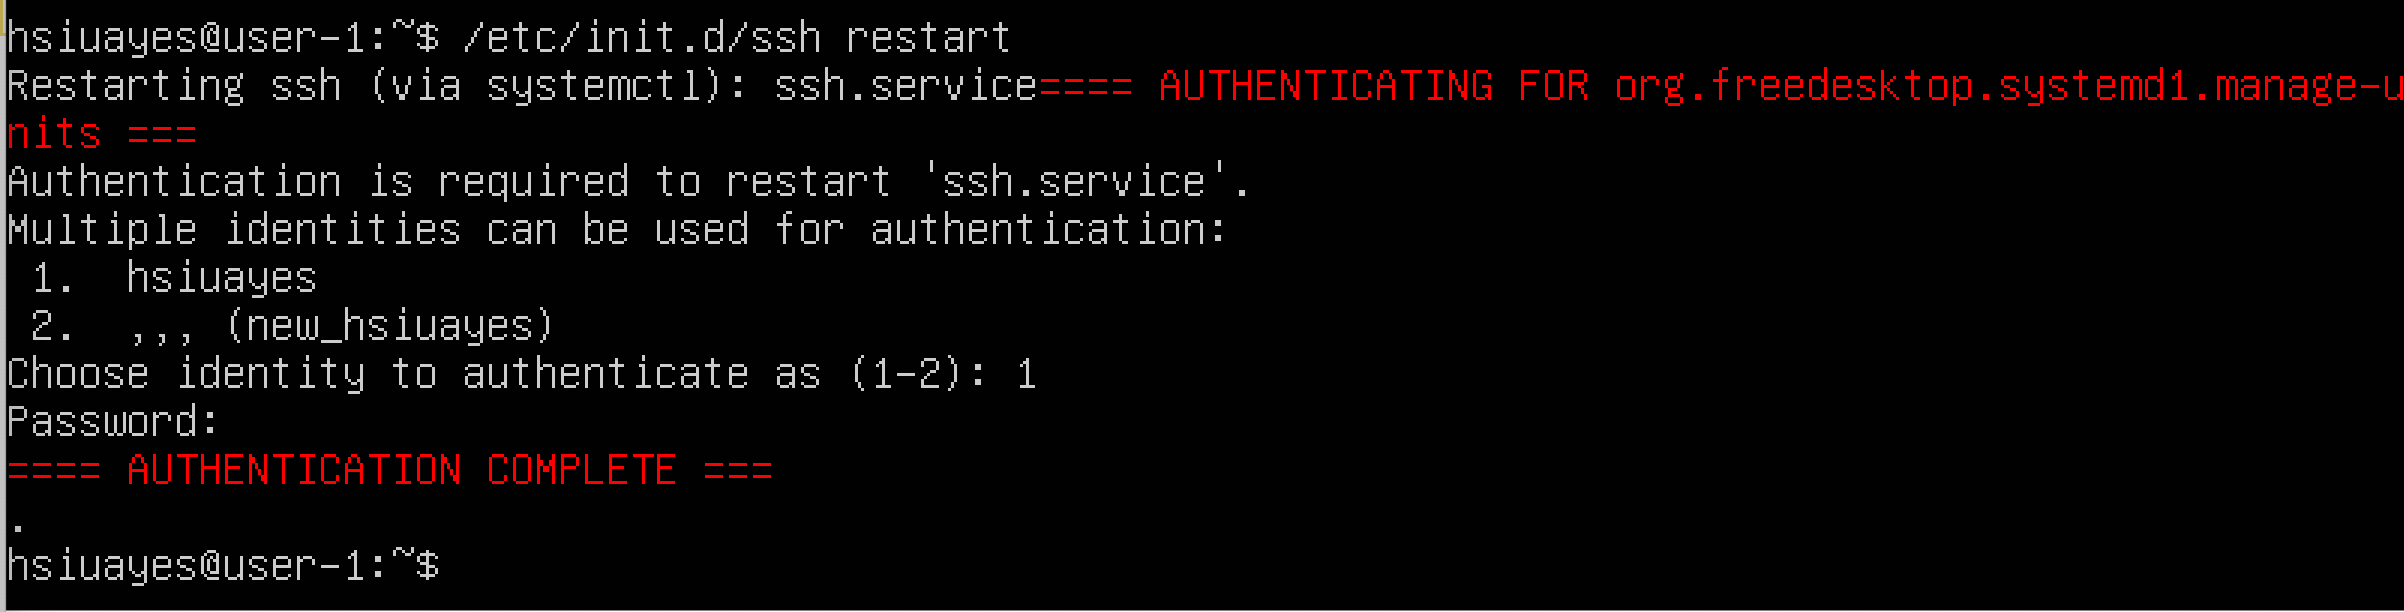 hsiuayes@user-1:~$ /etc/init.d/ssh restart
Restarting ssh (via systemctl): ssh.service==== AUTHENTICATING FOR org.freedesktop.systemd1.manage-u
nits ===
Authentication is required to restart 'ssh.service'.
Multiple identities can be used for authentication:
 1.  hsiuayes
 2.  ,,, (new_hsiuayes)
Choose identity to authenticate as (1-2): 1
Password:
==== AUTHENTICATION COMPLETE ===
.
hsiuayes@user-1:~$